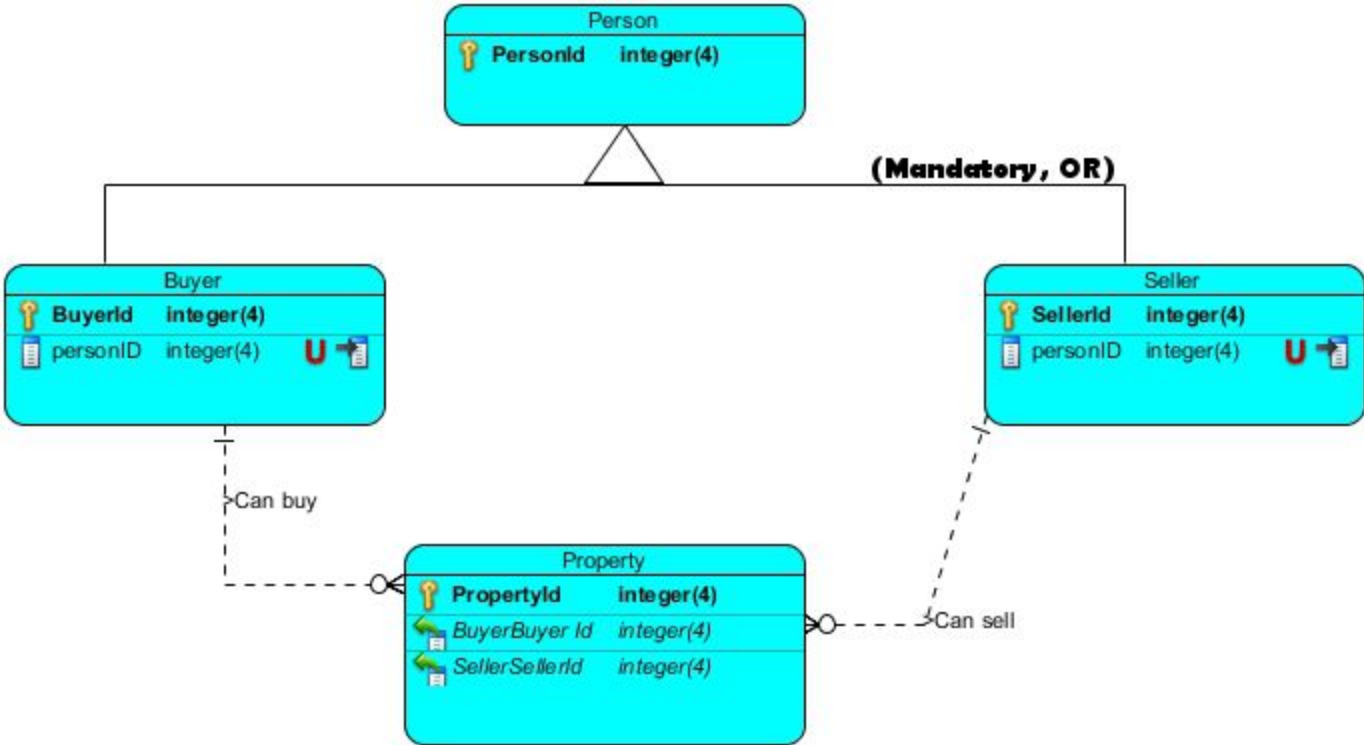 Person
PersonId integer(4)
(Mandatory, OR)
Buyer
BuyerId integer(4)
personID integer(4) U
Seller
SellerId integer(4)
personID integer(4) U
>Can buy
Property
PropertyId integer(4)
BuyerBuyer Id integer(4)
SellerSellerId integer(4)
>Can sell